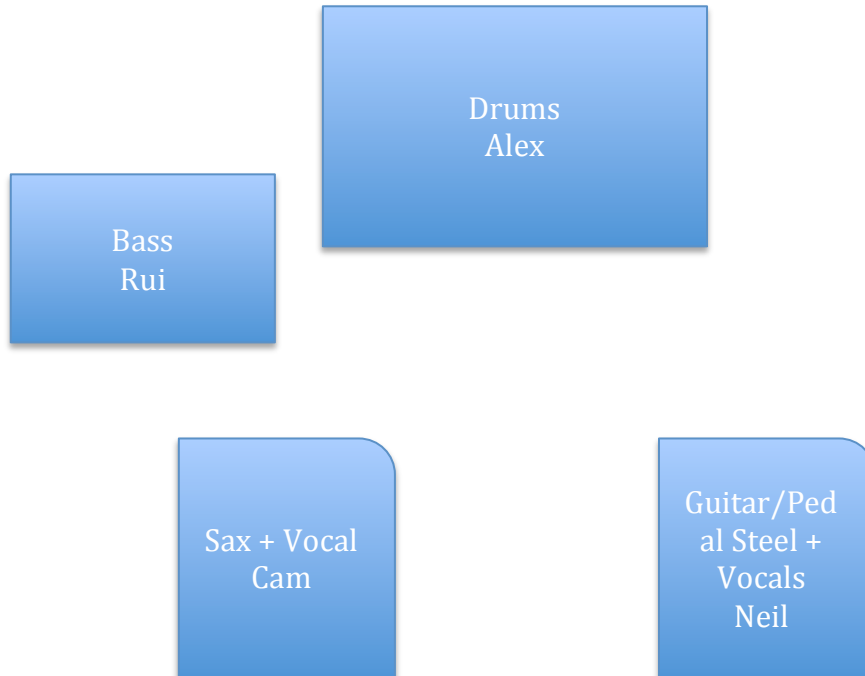 Drums
Alex
Bass
Rui
Sax + Vocal
Cam
Guitar/Ped
al Steel +
Vocals
Neil